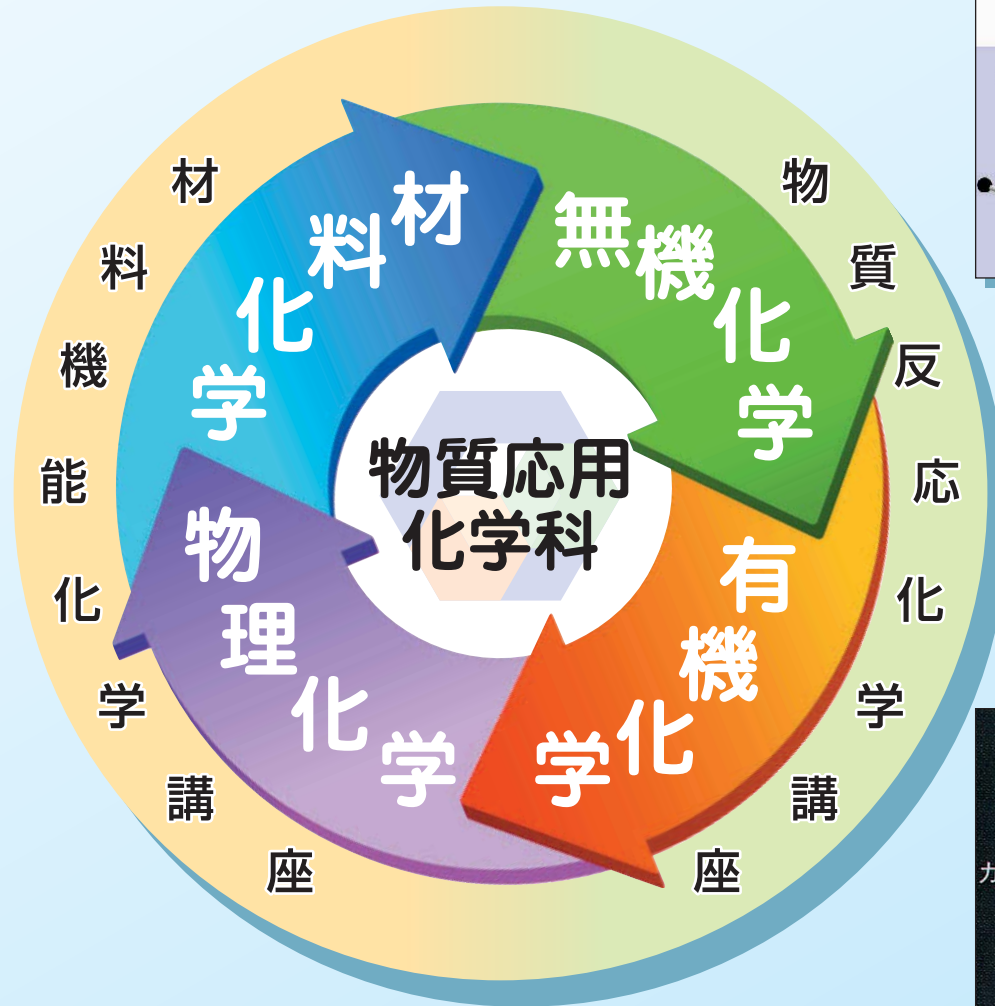 物質応用
化学科
無機化学
有機化学
物理化学
材料化学
物質反応化学講座
材料機能化学講座
カ